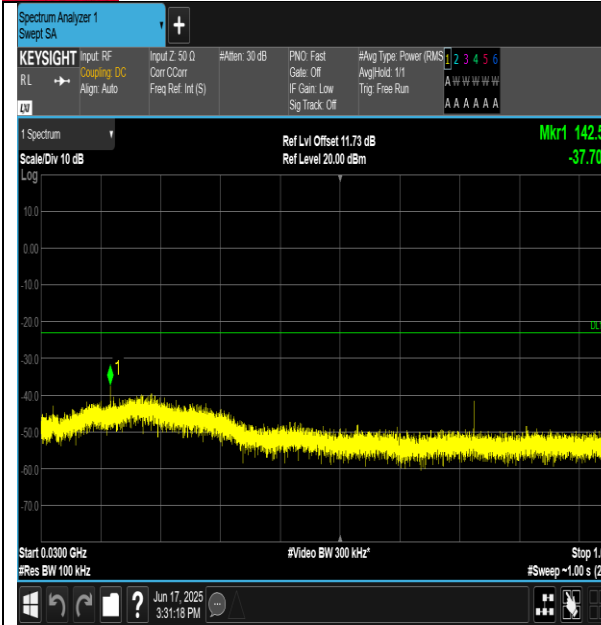 Spectrum Analyzer 1
Swept SA
+
KEYSIGHT Input: RF Input Z: 50 Ω #Atten: 30 dB PNO: Fast #Avg Type: Power (RMS 1 2 3 4 5 6
RL Coupling: DC Corr CCorr Gate: Off Avg|Hold: 1/1 A W W W W W
Align: Auto Freq Ref: Int (S) IF Gain: Low Trig: Free Run
Sig Track: Off A A A A A A
LXI
1 Spectrum Ref Lvl Offset 11.73 dB Mkr1 142.5
Scale/Div 10 dB Ref Level 20.00 dBm -37.70
Log
10.0
0.00
-10.0
-20.0
DL1
-30.0
1
-40.0
-50.0
-60.0
-70.0
Start 0.0300 GHz #Video BW 300 kHz* Stop 1.
#Res BW 100 kHz #Sweep ~1.00 s (2
? Jun 17, 2025
3:31:18 PM